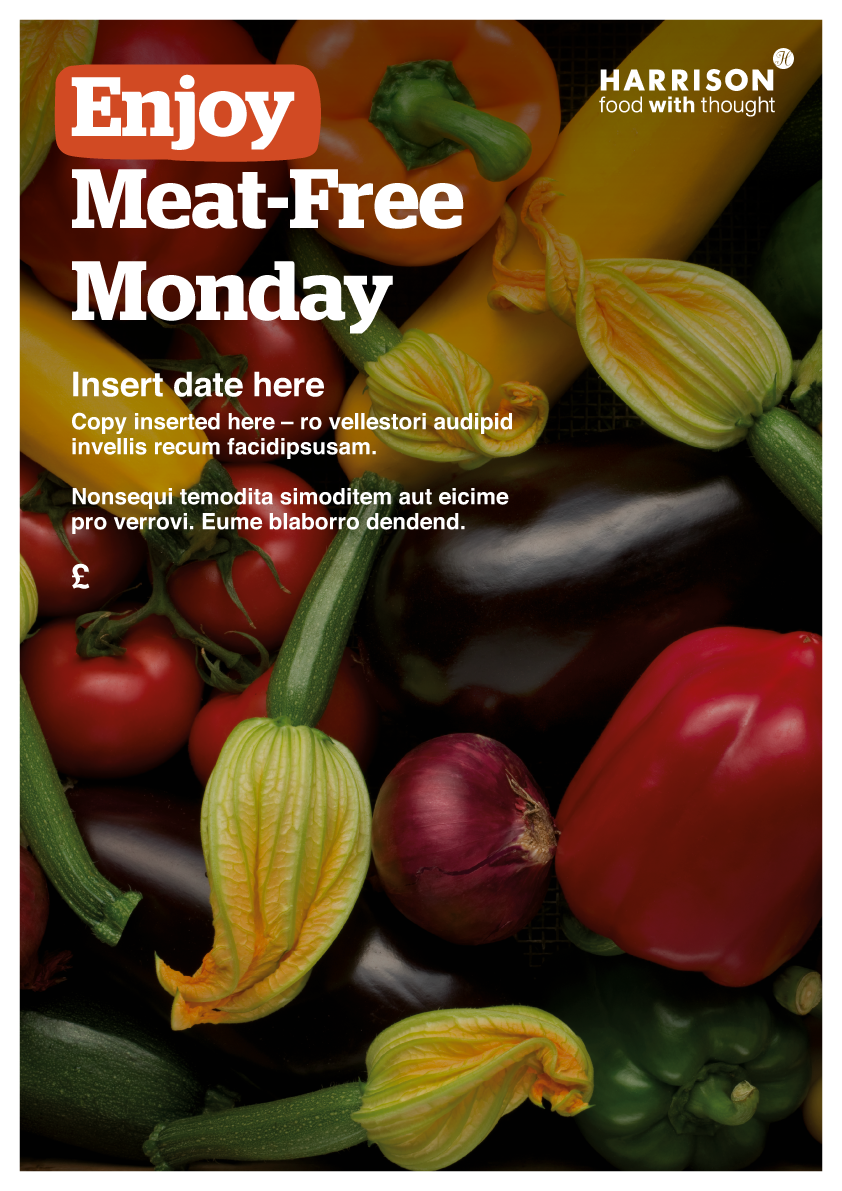 Enjoy
Meat-Free
Monday
H
HARRISON
food with thought
Insert date here
Copy inserted here – ro vellestori audipid
invellis recum facidipsusam.
Nonsequi temodita simoditem aut eicime
pro verrovi. Eume blaborro dendend.
£